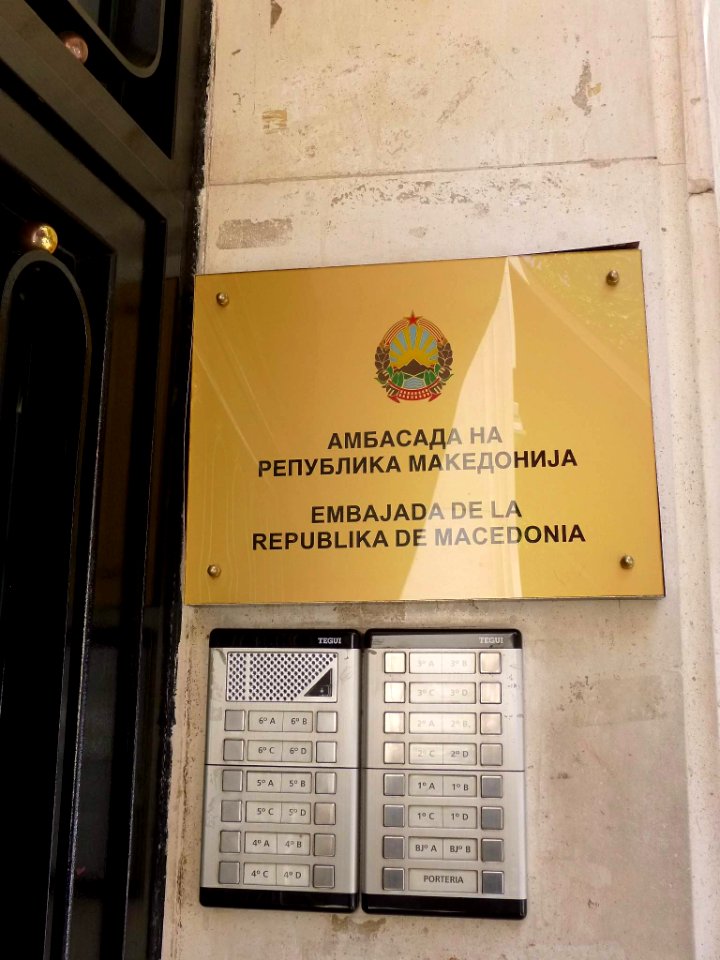 АМБАСАДА НА
РЕПУБЛИКА МАКЕДОНИЈА
EMBAJADA DE LA
REPUBLIKA DE MACEDONIA
TEGUI
6º A 6º B
6º C 6º D
5º A 5º B
5º C 5º D
4º A 4º B
4º C 4º D
TEGUI
3º A 3º B
3º C 3º D
2º A 2º B
2º C 2º D
1º A 1º B
1º C 1º D
BJº A BJº B
PORTERIA